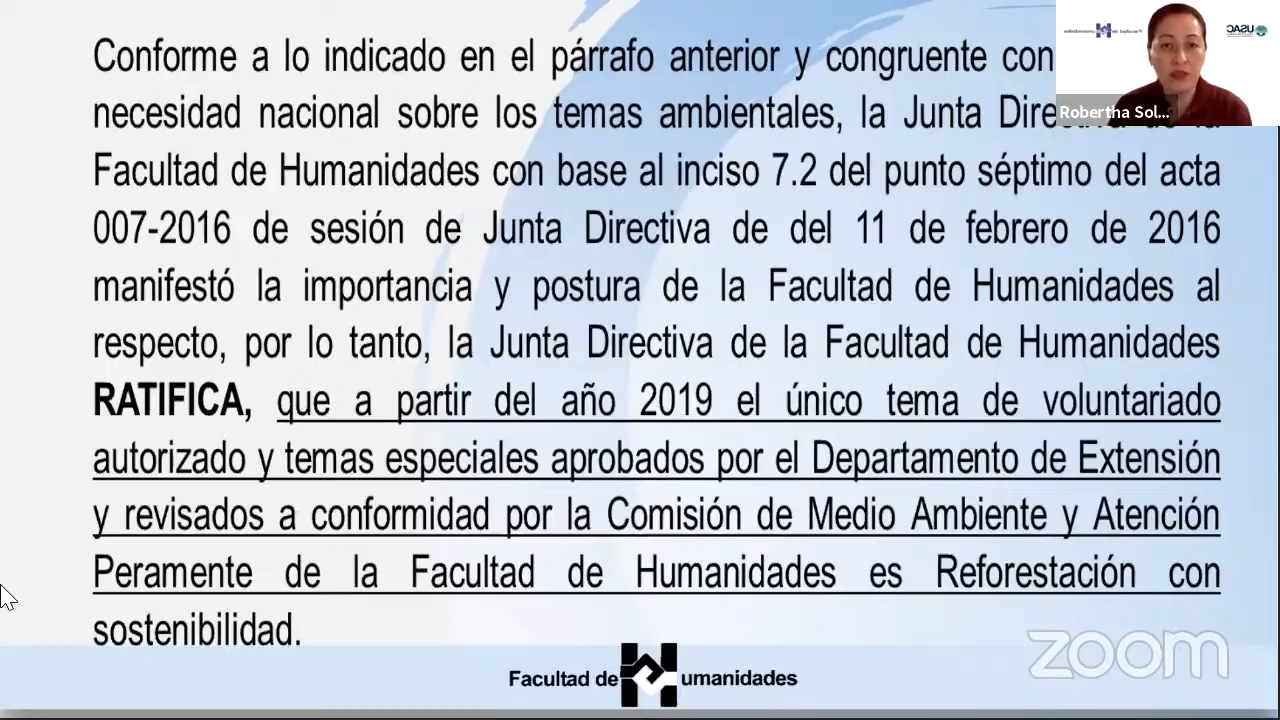 Conforme a lo indicado en el párrafo anterior y congruente con
necesidad nacional sobre los temas ambientales, la Junta Directiva de la
Facultad de Humanidades con base al inciso 7.2 del punto séptimo del acta
007-2016 de sesión de Junta Directiva de del 11 de febrero de 2016
manifestó la importancia y postura de la Facultad de Humanidades al
respecto, por lo tanto, la Junta Directiva de la Facultad de Humanidades
RATIFICA, que a partir del año 2019 el único tema de voluntariado
autorizado y temas especiales aprobados por el Departamento de Extensión
y revisados a conformidad por la Comisión de Medio Ambiente y Atención
Peramente de la Facultad de Humanidades es Reforestación con
sostenibilidad.
Facultad de Humanidades
zoom
Robertha Sol...
USAC